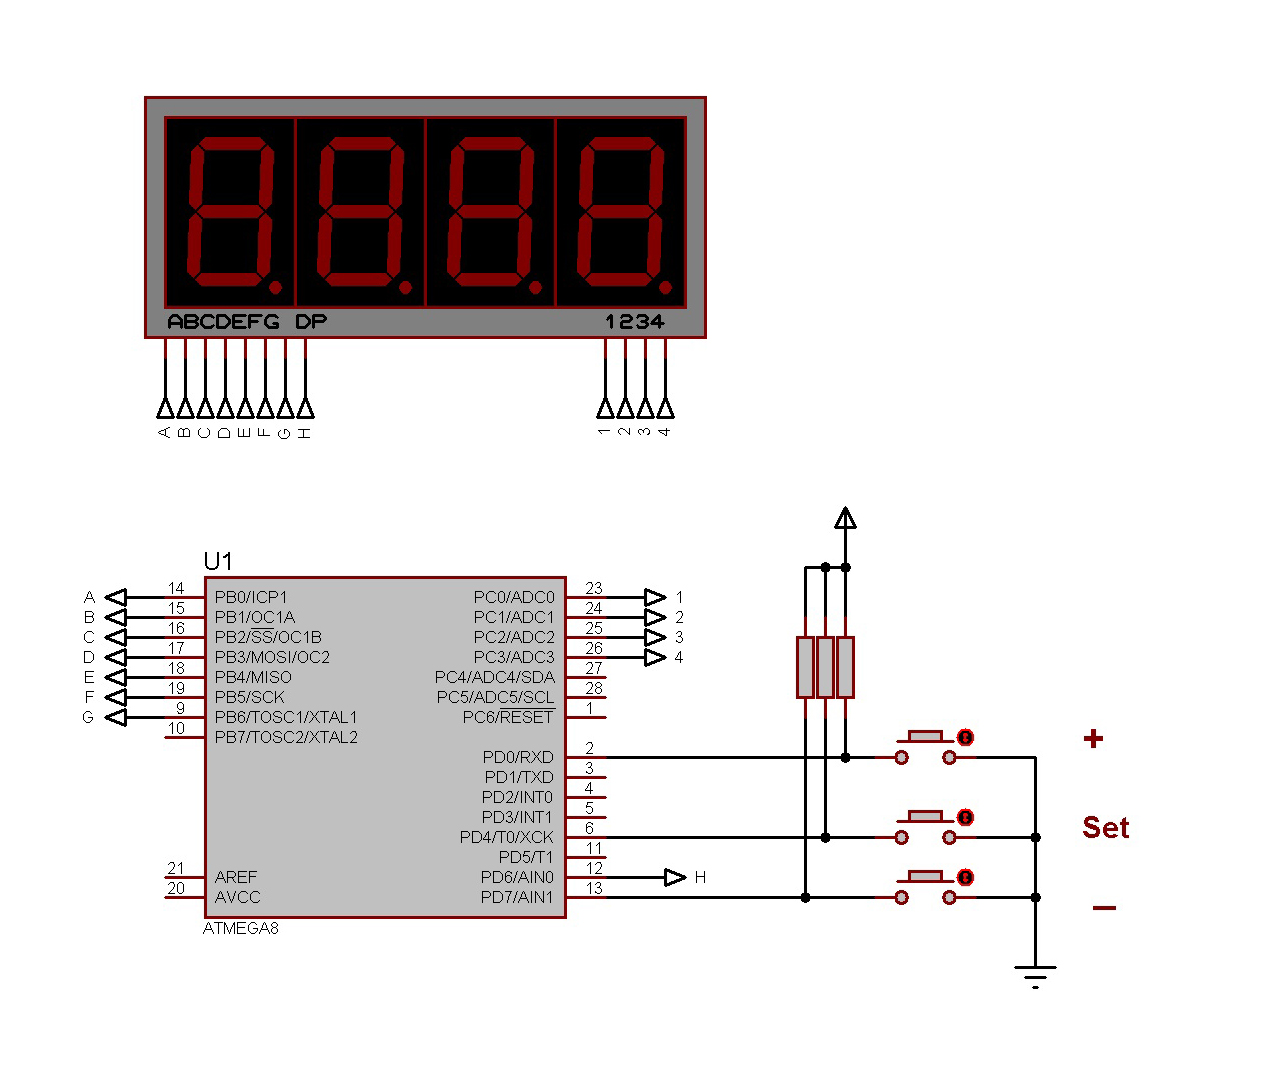 ABCDEFG DP 1234
A B C D E F G H 1 2 3 4
U1
A 14 PB0/ICP1 PC0/ADC0 23 1
B 15 PB1/OC1A PC1/ADC1 24 2
C 16 PB2/SS/OC1B PC2/ADC2 25 3
D 17 PB3/MOSI/OC2 PC3/ADC3 26 4
E 18 PB4/MISO PC4/ADC4/SDA 27
F 19 PB5/SCK PC5/ADC5/SCL 28
G 9 PB6/TOSC1/XTAL1 PC6/RESET 1
10 PB7/TOSC2/XTAL2
PD0/RXD 2 +
PD1/TXD 3
PD2/INT0 4
PD3/INT1 5
PD4/T0/XCK 6 Set
PD5/T1 11
21 AREF PD6/AIN0 12 H
20 AVCC PD7/AIN1 13 −
ATMEGA8